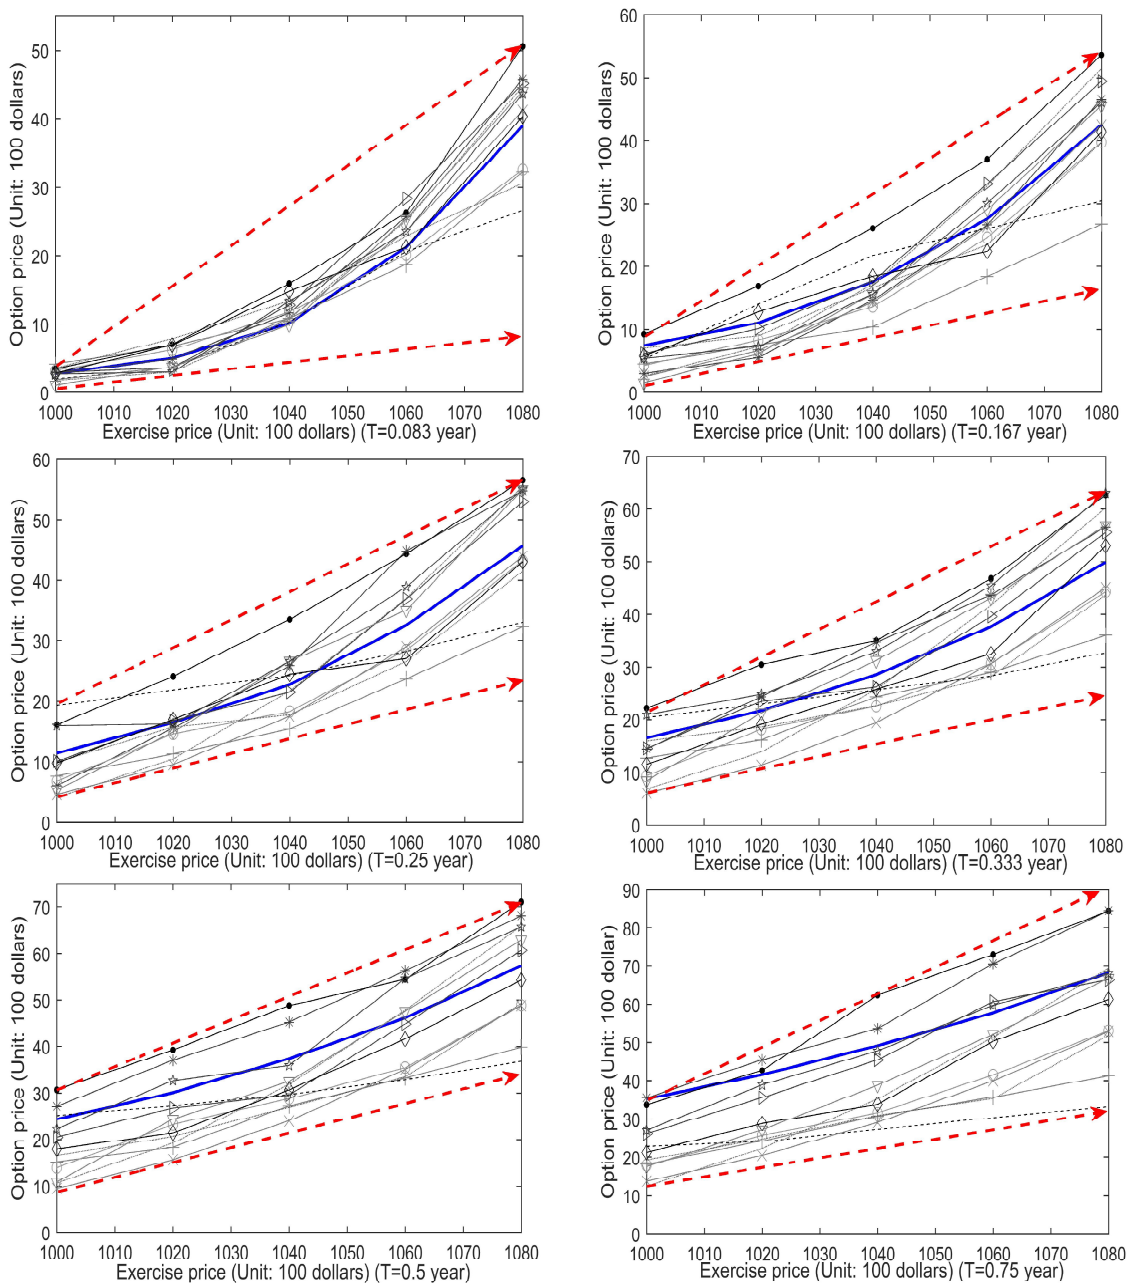 Option price (Unit: 100 dollars)
50
40
30
20
10
0
1000 1010 1020 1030 1040 1050 1060 1070 1080
Exercise price (Unit: 100 dollars) (T=0.083 year)
Option price (Unit: 100 dollars)
60
50
40
30
20
10
0
1000 1010 1020 1030 1040 1050 1060 1070 1080
Exercise price (Unit: 100 dollars) (T=0.167 year)
Option price (Unit: 100 dollars)
60
50
40
30
20
10
0
1000 1010 1020 1030 1040 1050 1060 1070 1080
Exercise price (Unit: 100 dollars) (T=0.25 year)
Option price (Unit: 100 dollars)
70
60
50
40
30
20
10
0
1000 1010 1020 1030 1040 1050 1060 1070 1080
Exercise price (Unit: 100 dollars) (T=0.333 year)
Option price (Unit: 100 dollars)
70
60
50
40
30
20
10
0
1000 1010 1020 1030 1040 1050 1060 1070 1080
Exercise price (Unit: 100 dollars) (T=0.5 year)
Option price (Unit: 100 dollar)
90
80
70
60
50
40
30
20
10
0
1000 1010 1020 1030 1040 1050 1060 1070 1080
Exercise price (Unit: 100 dollars) (T=0.75 year)